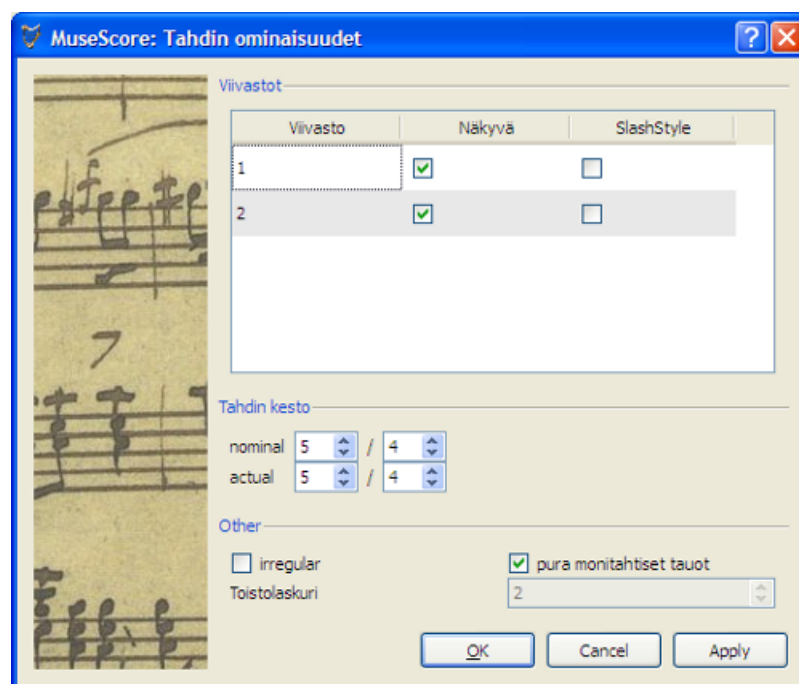 MuseScore: Tahdin ominaisuudet
Viivastot
Viivasto Näkyvä SlashStyle
1
2
7
Tahdin kesto
nominal 5 / 4
actual 5 / 4
Other
irregular pura monitahtiset tauot
Toistolaskuri 2
OK Cancel Apply